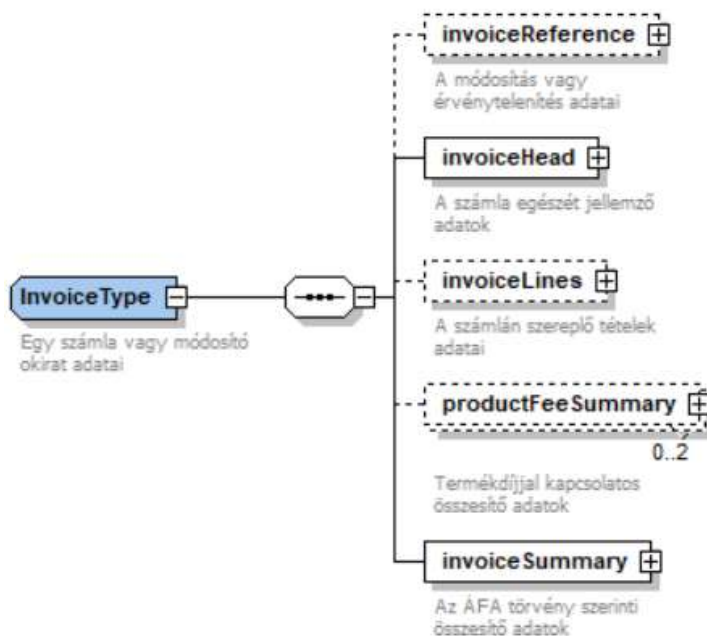 invoiceReference
A módosítás vagy
érvénytelenítés adatai
invoiceHead
A számla egészét jellemző
adatok
InvoiceType
Egy számla vagy módosító
okirat adatai
invoiceLines
A számlán szereplő tételek
adatai
productFeeSummary
0..2
Termékdíjjal kapcsolatos
összesítő adatok
invoiceSummary
Az ÁFA törvény szerinti
összesítő adatok